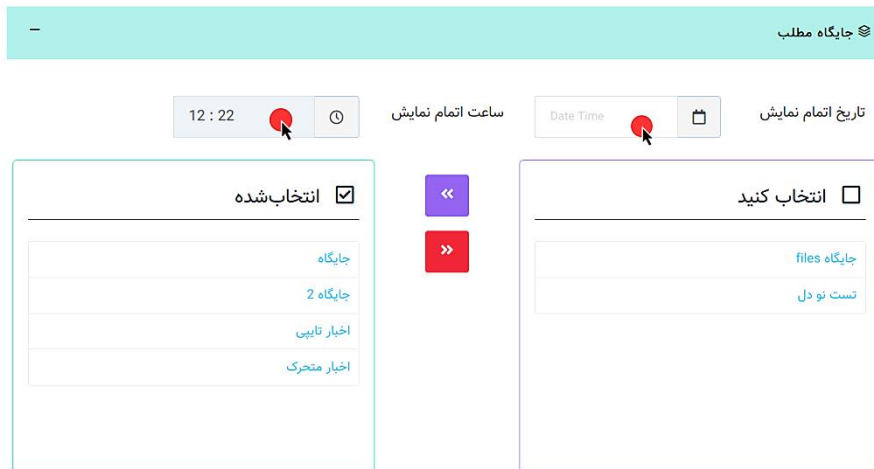 جایگاه مطلب
تاریخ اتمام نمایش
Date Time
ساعت اتمام نمایش
12 : 22
انتخاب کنید
جایگاه files
تست نو دل
انتخاب‌شده
جایگاه
جایگاه 2
اخبار تایپی
اخبار متحرک